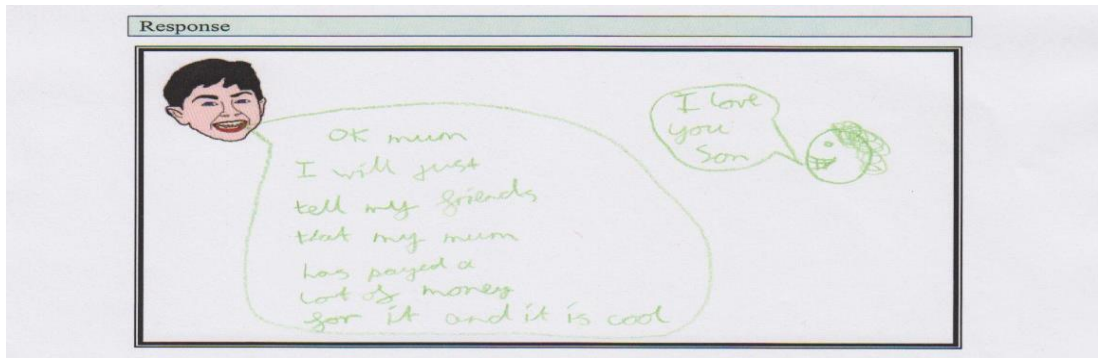 Response
OK mum
I will just
tell my friends
that my mum
has payed a
lot of money
for it and it is cool
I love
you
Son